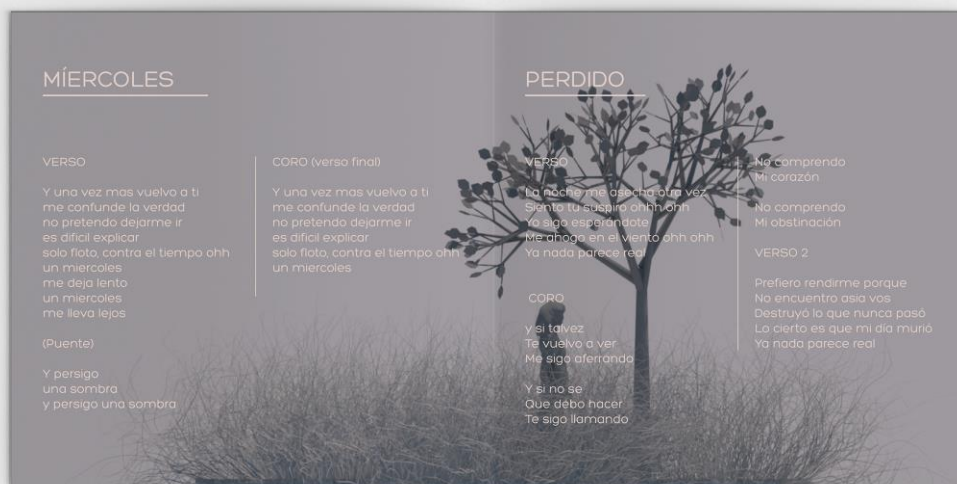 MÍERCOLES
VERSO
Y una vez mas vuelvo a ti
me confunde la verdad
no pretendo dejarme ir
es dificil explicar
solo floto, contra el tiempo ohh
un miercoles
me deja lento
un miercoles
me lleva lejos
(Puente)
Y persigo
una sombra
y persigo una sombra
CORO (verso final)
Y una vez mas vuelvo a ti
me confunde la verdad
no pretendo dejarme ir
es dificil explicar
solo floto, contra el tiempo ohh
un miercoles
PERDIDO
VERSO
La noche me asecha otra vez
Siento tu suspiro ohhh ohh
Yo sigo esperándote
Me ahogo en el viento ohh ohh
Ya nada parece real
CORO
y si talvez
Te vuelvo a ver
Me sigo aferrando
Y si no se
Que debo hacer
Te sigo llamando
No comprendo
Mi corazón
No comprendo
Mi obstinación
VERSO 2
Prefiero rendirme porque
No encuentro asia vos
Destruyó lo que nunca pasó
Lo cierto es que mi día murió
Ya nada parece real